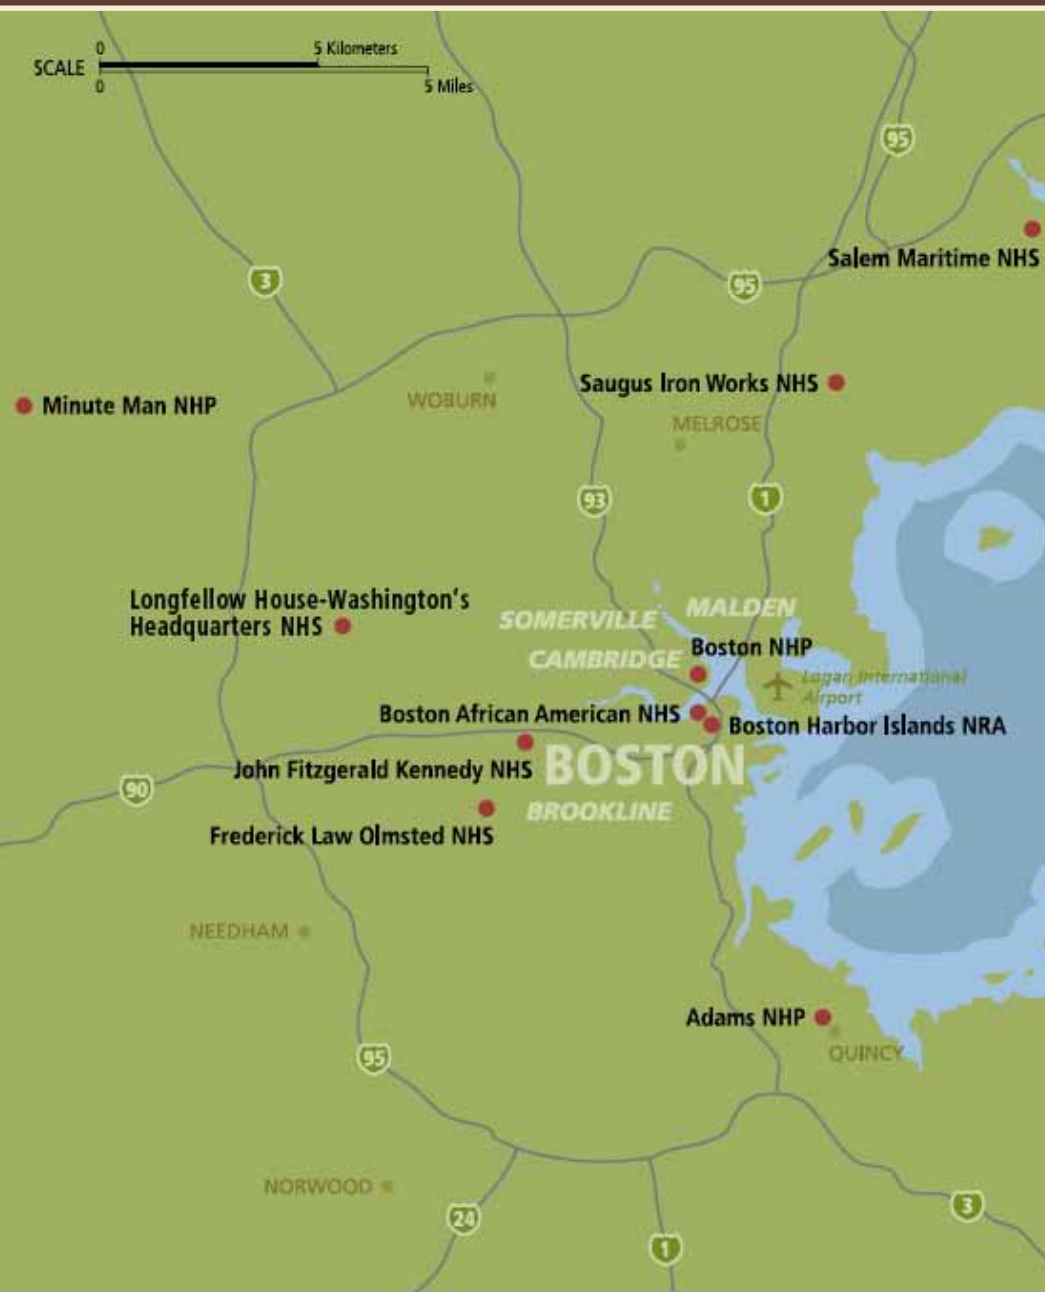 0 5 Kilometers
SCALE
0 5 Miles
95
Salem Maritime NHS
3
95
Saugus Iron Works NHS
WOBURN
Minute Man NHP
MELROSE
93
1
Longfellow House-Washington's
Headquarters NHS
SOMERVILLE
MALDEN
Boston NHP
CAMBRIDGE
Logan International
Airport
Boston African American NHS
Boston Harbor Islands NRA
John Fitzgerald Kennedy NHS
BOSTON
90
BROOKLINE
Frederick Law Olmsted NHS
NEEDHAM
Adams NHP
QUINCY
95
NORWOOD
24
3
1